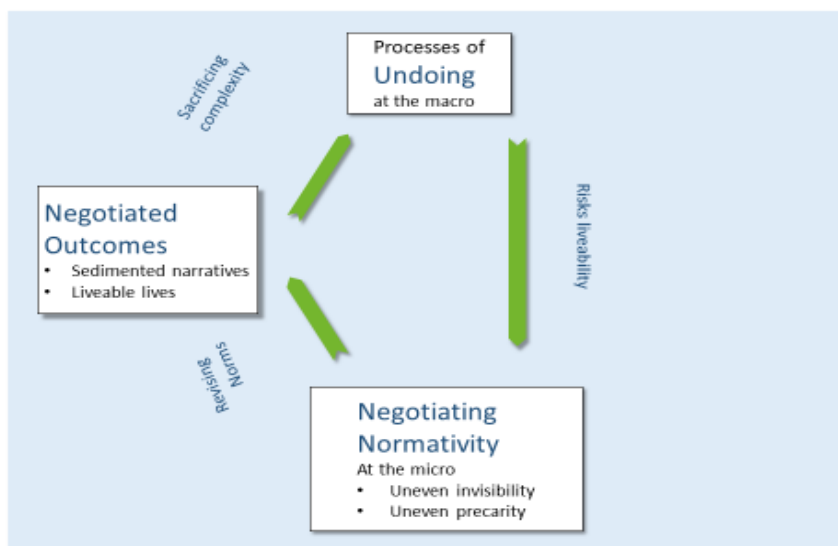 Processes of
Undoing
at the macro
Sacrificing
complexity
Negotiated
Outcomes
• Sedimented narratives
• Liveable lives
Risks liveability
Revising
Norms
Negotiating
Normativity
At the micro
• Uneven invisibility
• Uneven precarity